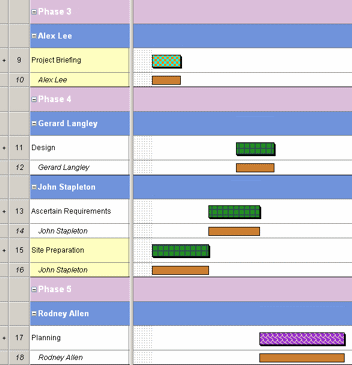 Phase 3
Alex Lee
9 Project Briefing
10 Alex Lee
Phase 4
Gerard Langley
11 Design
12 Gerard Langley
John Stapleton
13 Ascertain Requirements
14 John Stapleton
15 Site Preparation
16 John Stapleton
Phase 5
Rodney Allen
17 Planning
18 Rodney Allen